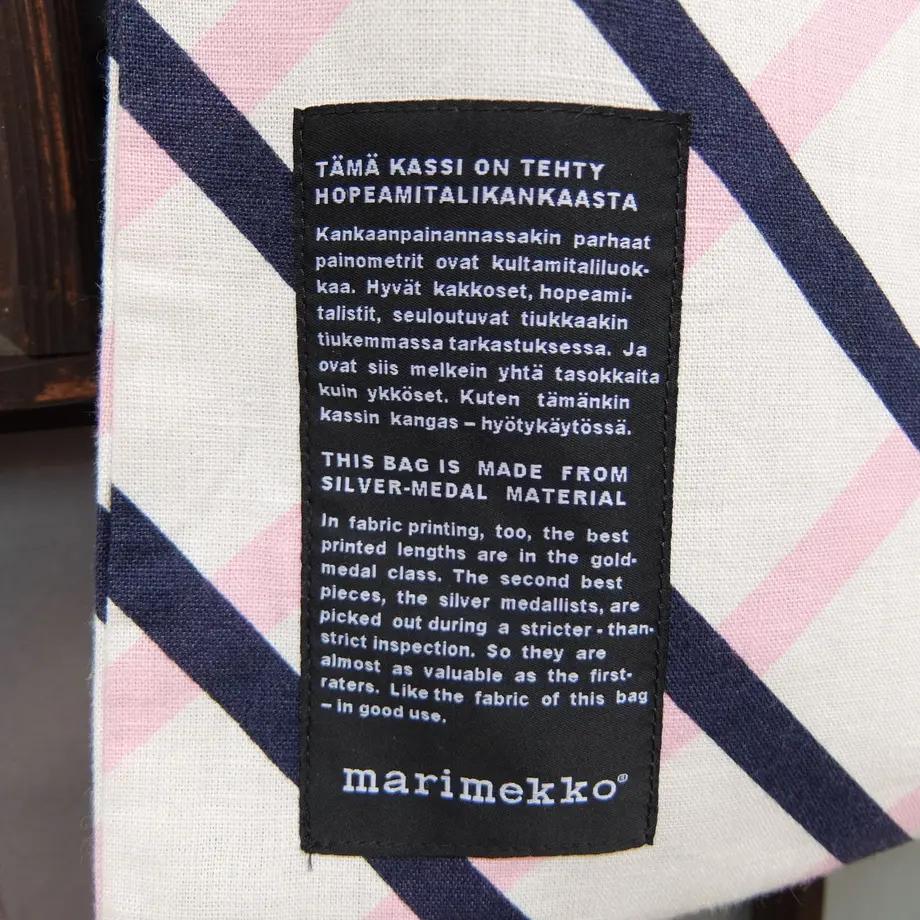 TÄMÄ KASSI ON TEHTY
HOPEAMITALIKANKAASTA
Kankaanpainannassakin parhaat
painometrit ovat kultamitaliluok-
kaa. Hyvät kakkoset, hopeami-
talistit, seuloutuvat tiukkaakin
tiukemmassa tarkastuksessa. Ja
ovat siis melkein yhtä tasokkaita
kuin ykköset. Kuten tämänkin
kassin kangas – hyötykäytössä.
THIS BAG IS MADE FROM
SILVER-MEDAL MATERIAL
In fabric printing, too, the best
printed lengths are in the gold-
medal class. The second best
pieces, the silver medallists, are
picked out during a stricter-than-
strict inspection. So they are
almost as valuable as the first-
raters. Like the fabric of this bag
– in good use.
marimekko®